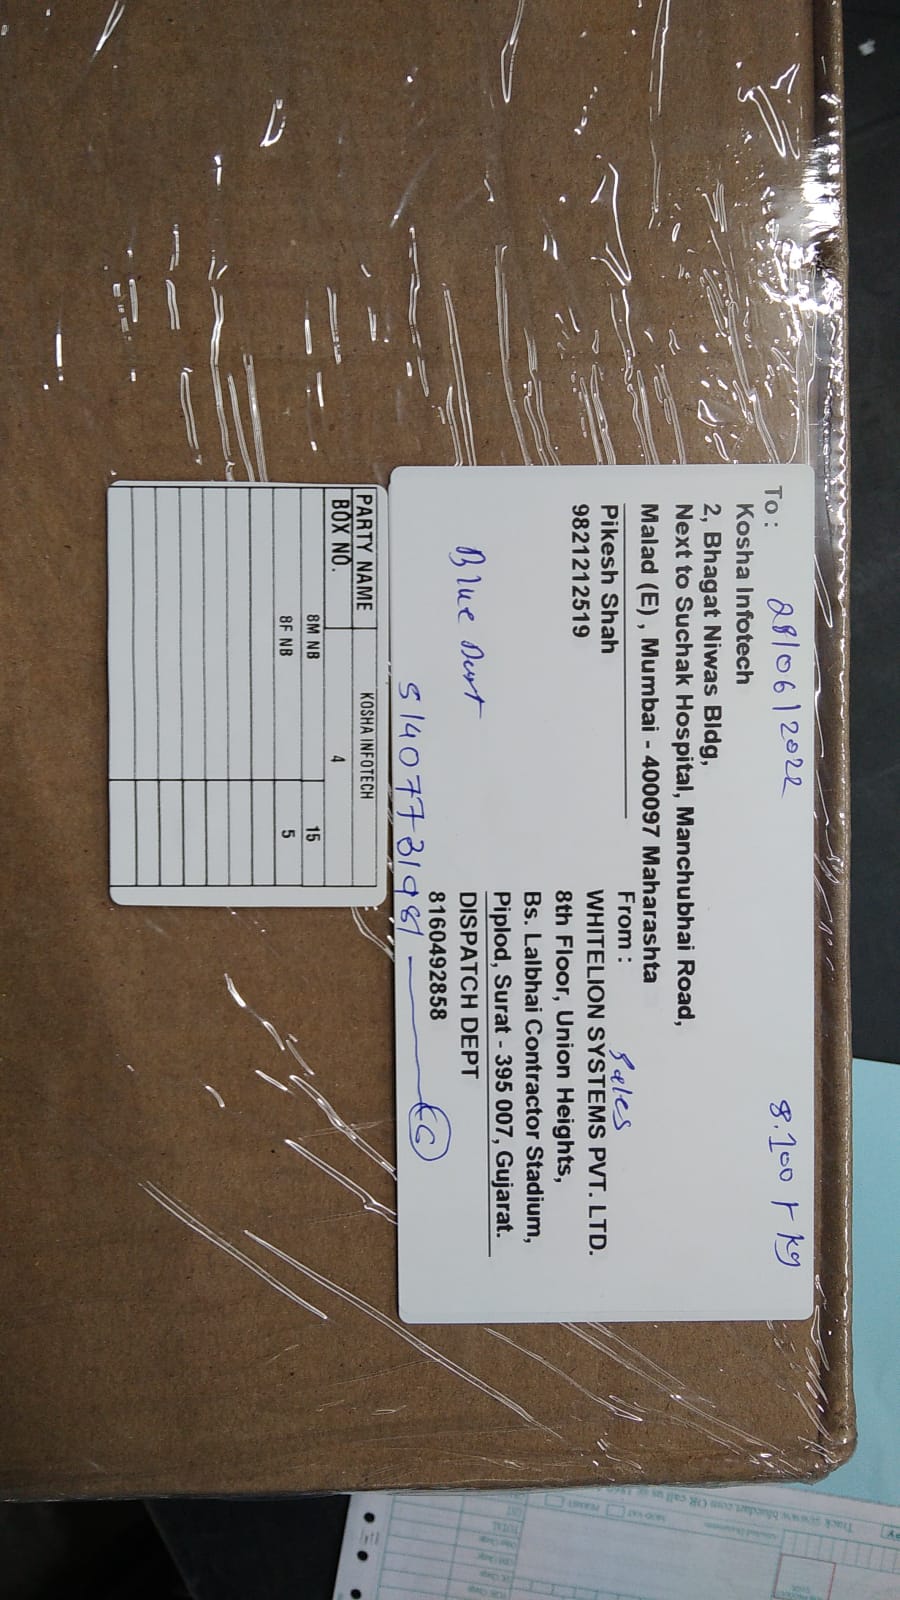 To :
28/06/2022
8.100 kg
Kosha Infotech
2, Bhagat Niwas Bldg,
Next to Suchak Hospital, Manchubhai Road,
Malad (E) , Mumbai - 400097 Maharashta
Pikesh Shah
9821212519
Blue Dart
From :
Sales
WHITELION SYSTEMS PVT. LTD.
8th Floor, Union Heights,
Bs. Lalbhai Contractor Stadium,
Piplod, Surat - 395 007, Gujarat.
DISPATCH DEPT
8160492858
PARTY NAME KOSHA INFOTECH
BOX NO. 4
8M NB 15
8F NB 5